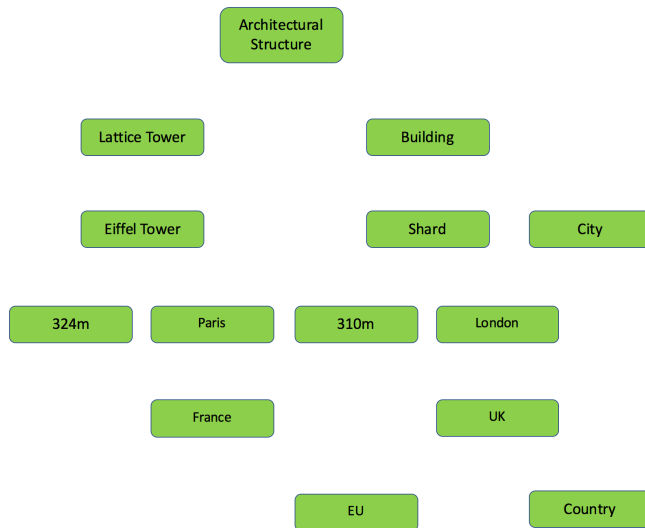 Architectural
Structure
Lattice Tower
Building
Eiffel Tower
Shard
City
324m
Paris
310m
London
France
UK
EU
Country